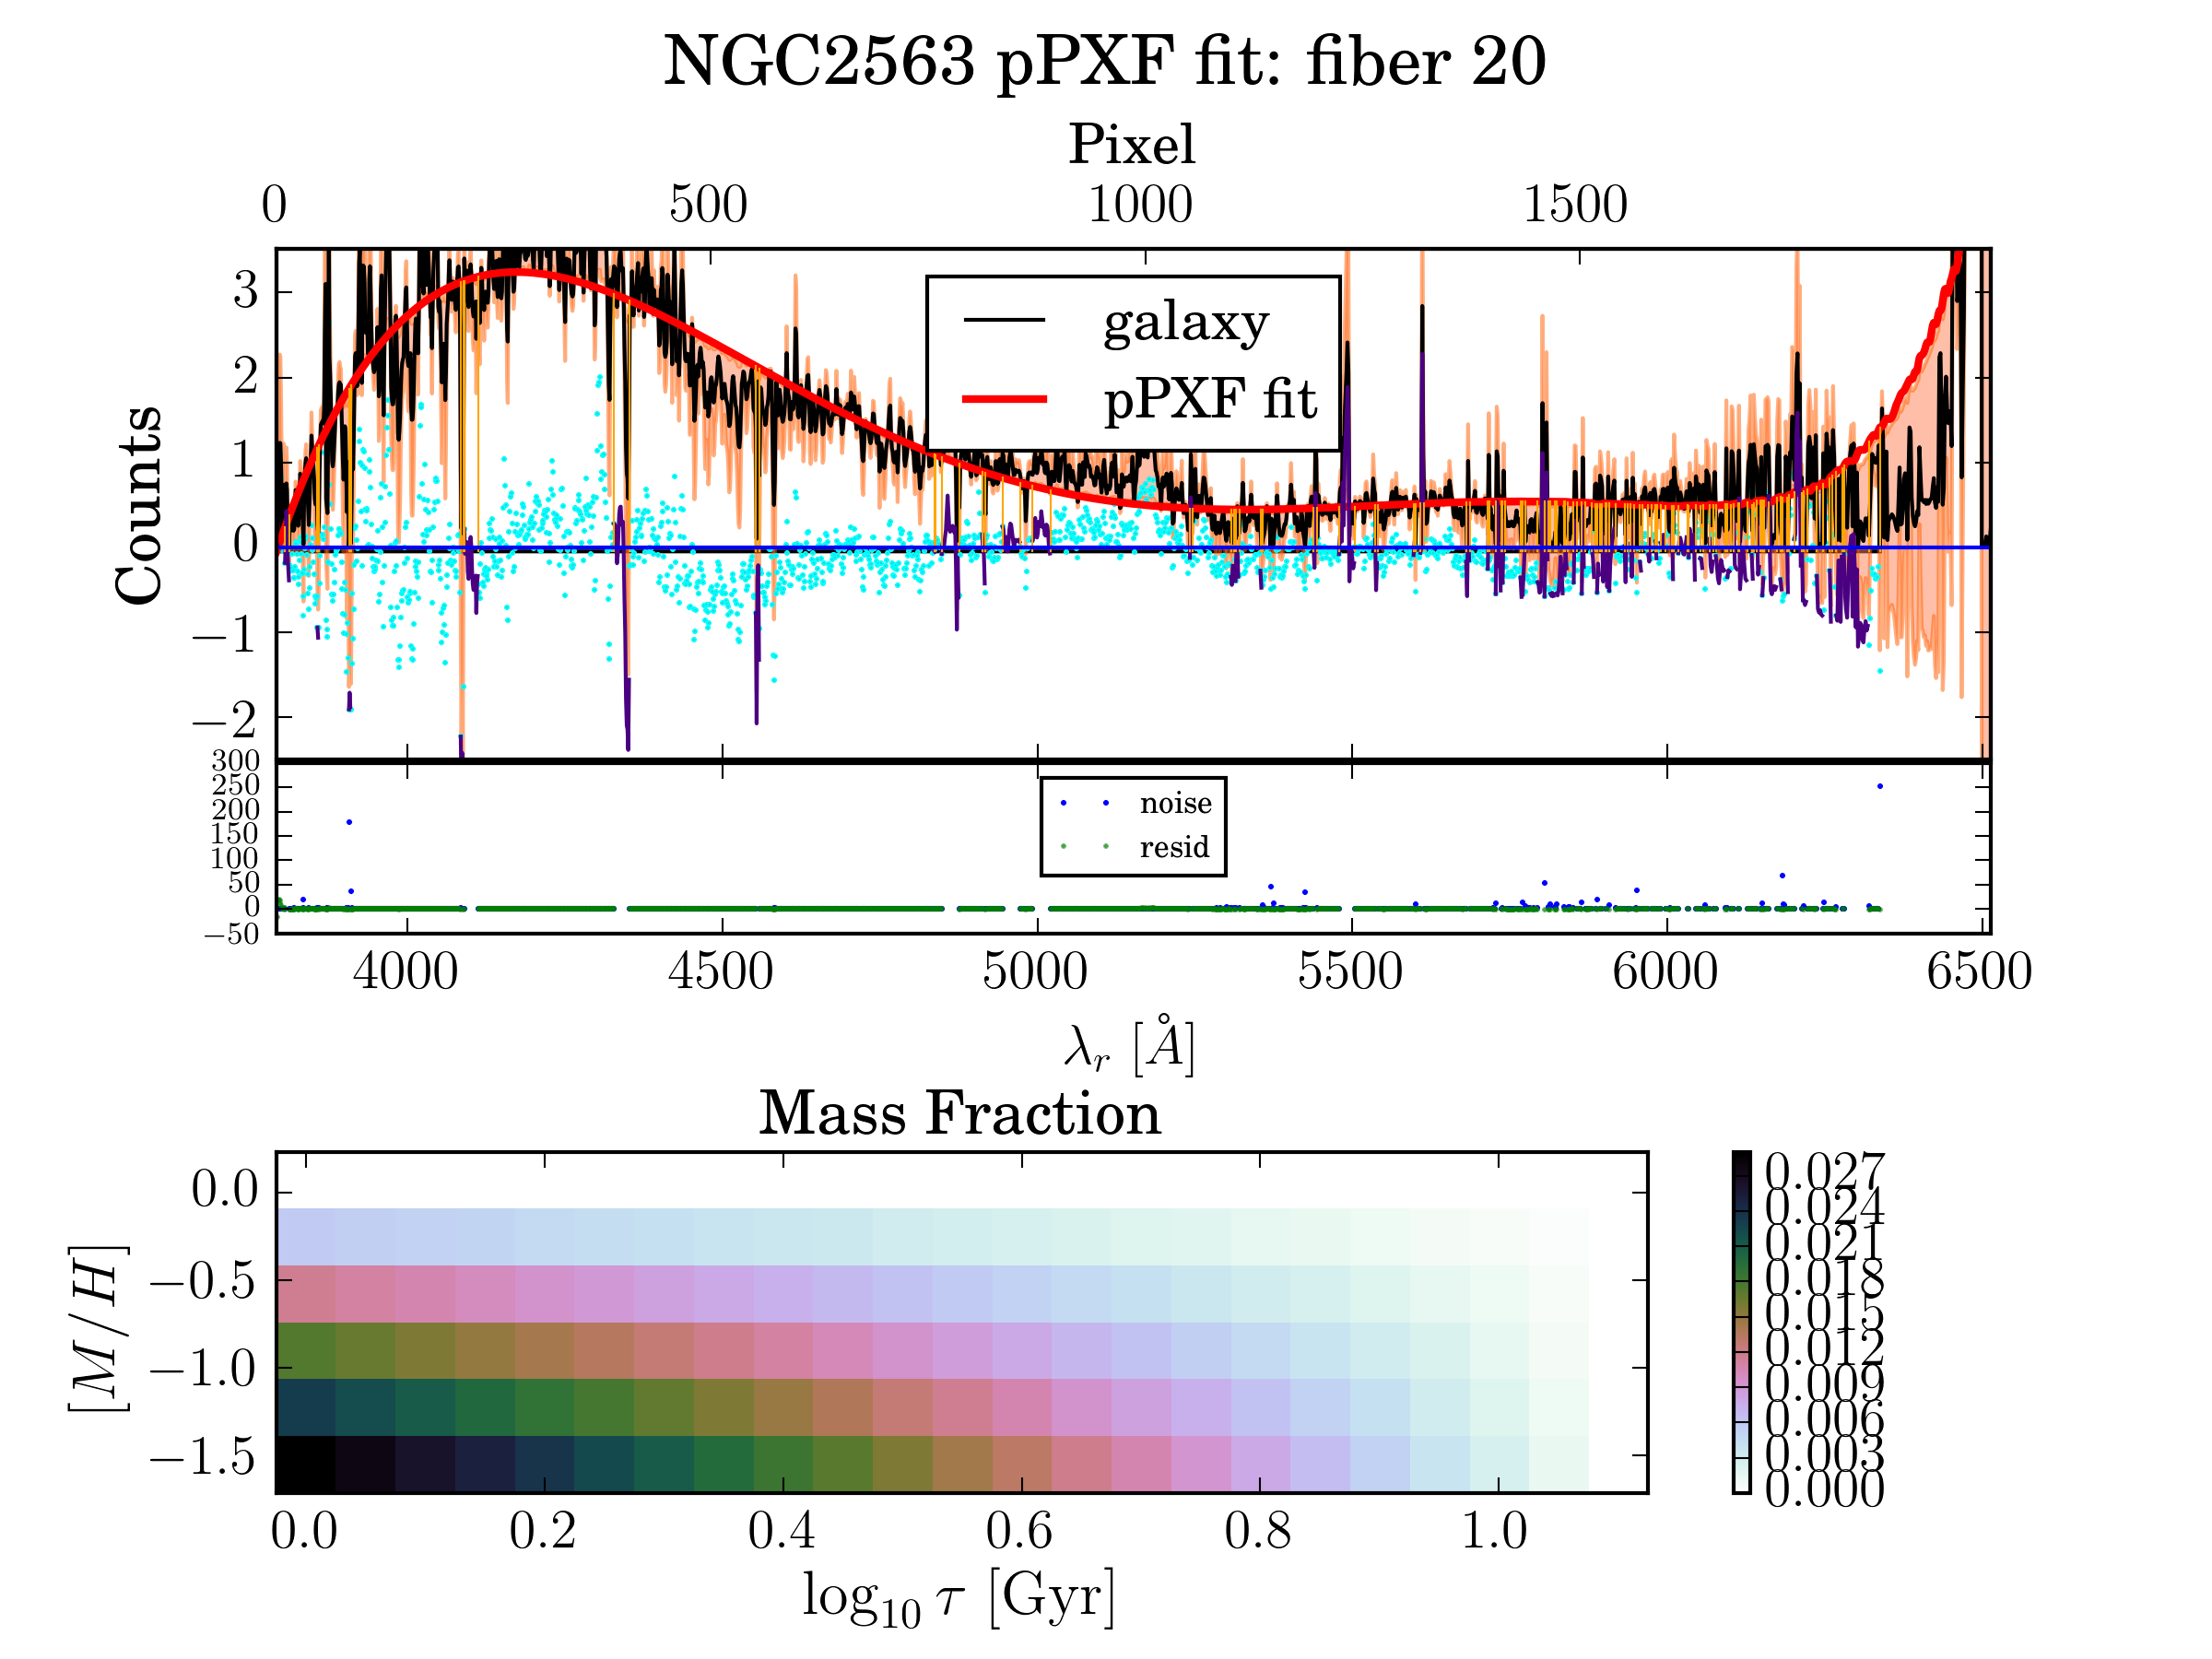 NGC2563 pPXF fit: fiber 20
Pixel
0 500 1000 1500
3
2
1
0
−1
−2
Counts
galaxy
pPXF fit
300
250
200
150
100
50
0
−50
noise
resid
4000 4500 5000 5500 6000 6500
λr [Å]
Mass Fraction
0.0
−0.5
−1.0
−1.5
[M/H]
0.0 0.2 0.4 0.6 0.8 1.0
log10 τ [Gyr]
0.027
0.024
0.021
0.018
0.015
0.012
0.009
0.006
0.003
0.000